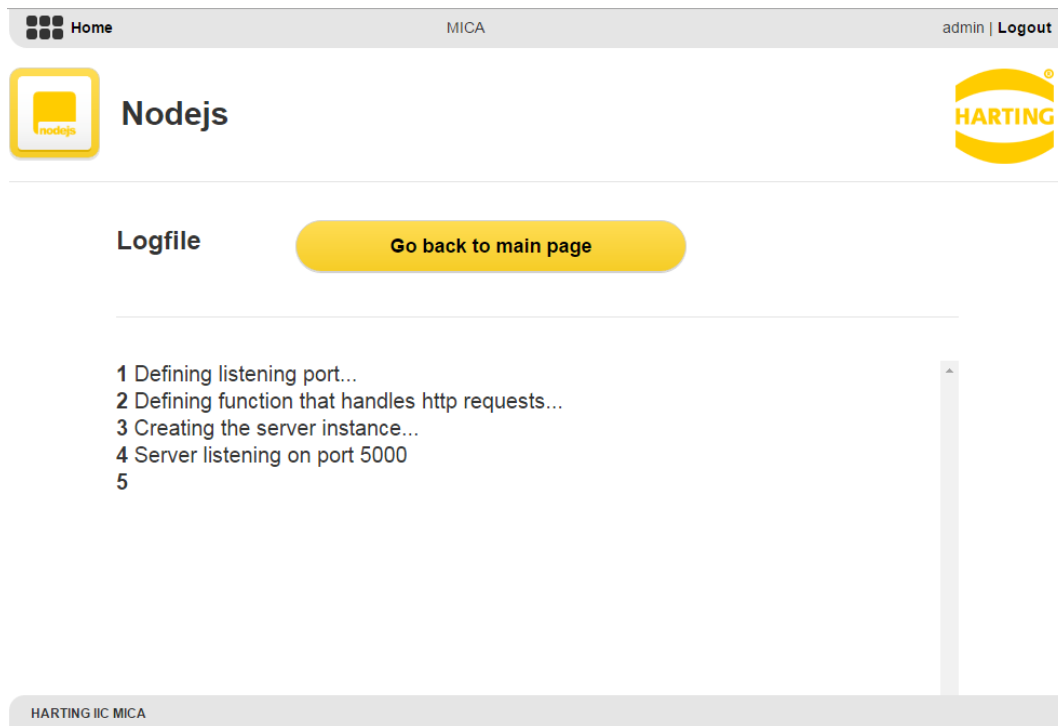 Home MICA admin | Logout
nodejs
Nodejs
HARTING
®
Logfile Go back to main page
1 Defining listening port...
2 Defining function that handles http requests...
3 Creating the server instance...
4 Server listening on port 5000
5
HARTING IIC MICA